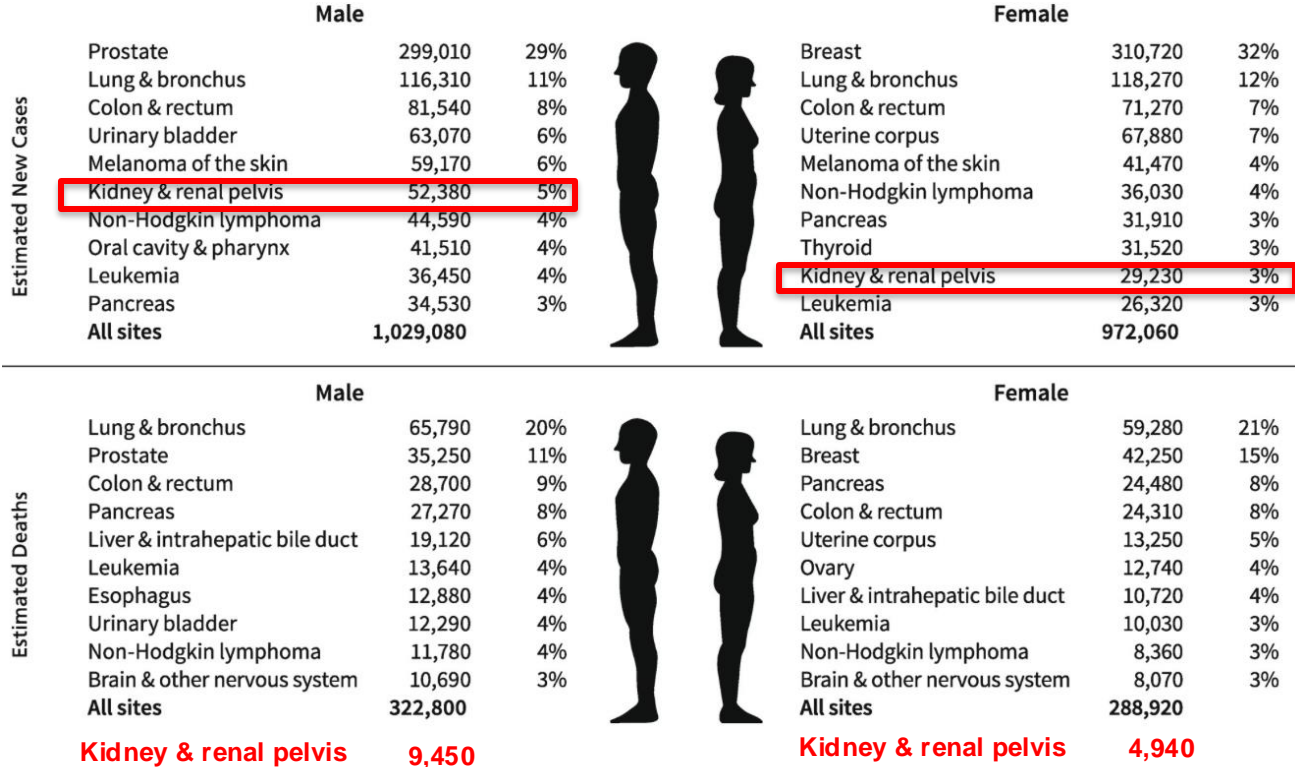 Male
Female
Estimated New Cases
Prostate 299,010 29%
Lung & bronchus 116,310 11%
Colon & rectum 81,540 8%
Urinary bladder 63,070 6%
Melanoma of the skin 59,170 6%
Kidney & renal pelvis 52,380 5%
Non-Hodgkin lymphoma 44,590 4%
Oral cavity & pharynx 41,510 4%
Leukemia 36,450 4%
Pancreas 34,530 3%
All sites 1,029,080
Breast 310,720 32%
Lung & bronchus 118,270 12%
Colon & rectum 71,270 7%
Uterine corpus 67,880 7%
Melanoma of the skin 41,470 4%
Non-Hodgkin lymphoma 36,030 4%
Pancreas 31,910 3%
Thyroid 31,520 3%
Kidney & renal pelvis 29,230 3%
Leukemia 26,320 3%
All sites 972,060
Male
Female
Estimated Deaths
Lung & bronchus 65,790 20%
Prostate 35,250 11%
Colon & rectum 28,700 9%
Pancreas 27,270 8%
Liver & intrahepatic bile duct 19,120 6%
Leukemia 13,640 4%
Esophagus 12,880 4%
Urinary bladder 12,290 4%
Non-Hodgkin lymphoma 11,780 4%
Brain & other nervous system 10,690 3%
All sites 322,800
Kidney & renal pelvis 9,450
Lung & bronchus 59,280 21%
Breast 42,250 15%
Pancreas 24,480 8%
Colon & rectum 24,310 8%
Uterine corpus 13,250 5%
Ovary 12,740 4%
Liver & intrahepatic bile duct 10,720 4%
Leukemia 10,030 3%
Non-Hodgkin lymphoma 8,360 3%
Brain & other nervous system 8,070 3%
All sites 288,920
Kidney & renal pelvis 4,940